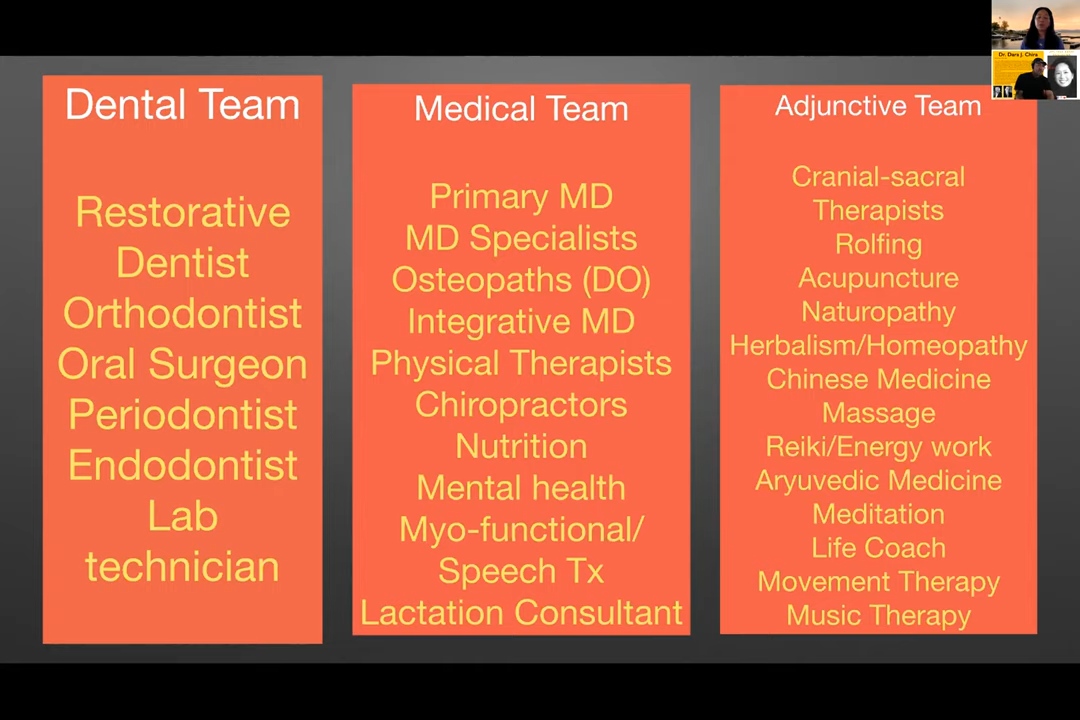 Dental Team
Restorative
Dentist
Orthodontist
Oral Surgeon
Periodontist
Endodontist
Lab
technician
Medical Team
Primary MD
MD Specialists
Osteopaths (DO)
Integrative MD
Physical Therapists
Chiropractors
Nutrition
Mental health
Myo-functional/
Speech Tx
Lactation Consultant
Adjunctive Team
Cranial-sacral
Therapists
Rolfing
Acupuncture
Naturopathy
Herbalism/Homeopathy
Chinese Medicine
Massage
Reiki/Energy work
Aryuvedic Medicine
Meditation
Life Coach
Movement Therapy
Music Therapy